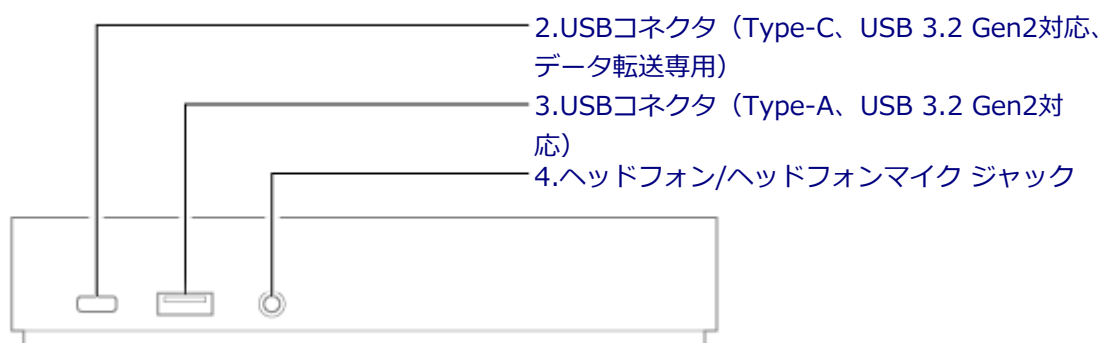 2.USBコネクタ（Type-C、USB 3.2 Gen2対応、
データ転送専用）
3.USBコネクタ（Type-A、USB 3.2 Gen2対
応）
4.ヘッドフォン/ヘッドフォンマイク ジャック